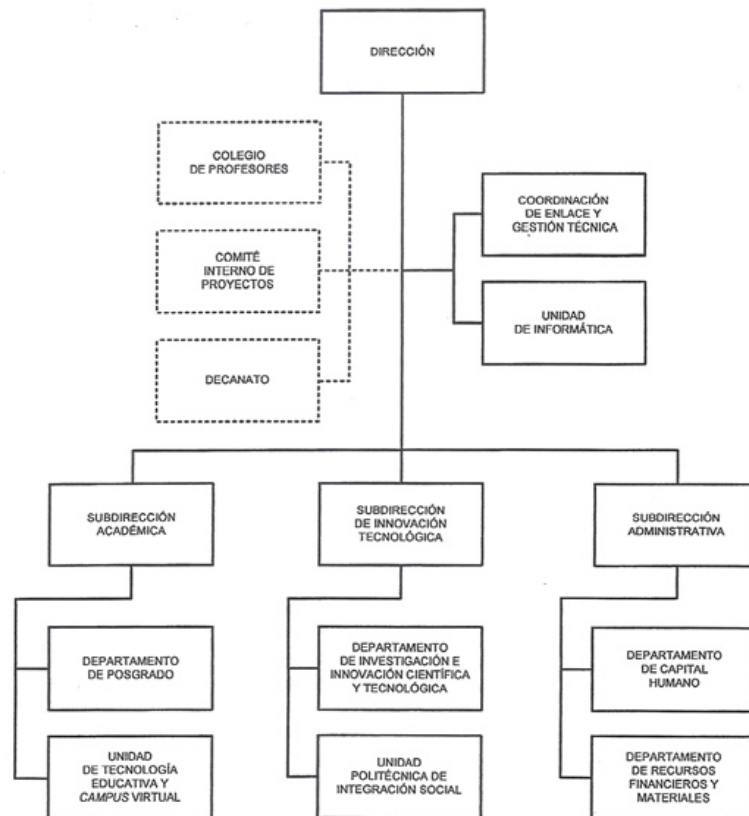 DIRECCIÓN
COLEGIO
DE PROFESORES
COORDINACIÓN
DE ENLACE Y
GESTIÓN TÉCNICA
COMITÉ
INTERNO DE
PROYECTOS
UNIDAD
DE INFORMÁTICA
DECANATO
SUBDIRECCIÓN
ACADÉMICA
SUBDIRECCIÓN
DE INNOVACIÓN
TECNOLÓGICA
SUBDIRECCIÓN
ADMINISTRATIVA
DEPARTAMENTO
DE POSGRADO
DEPARTAMENTO
DE INVESTIGACIÓN E
INNOVACIÓN CIENTÍFICA
Y TECNOLÓGICA
DEPARTAMENTO
DE CAPITAL
HUMANO
UNIDAD
DE TECNOLOGÍA
EDUCATIVA Y
CAMPUS VIRTUAL
UNIDAD
POLITÉCNICA DE
INTEGRACIÓN SOCIAL
DEPARTAMENTO
DE RECURSOS
FINANCIEROS Y
MATERIALES